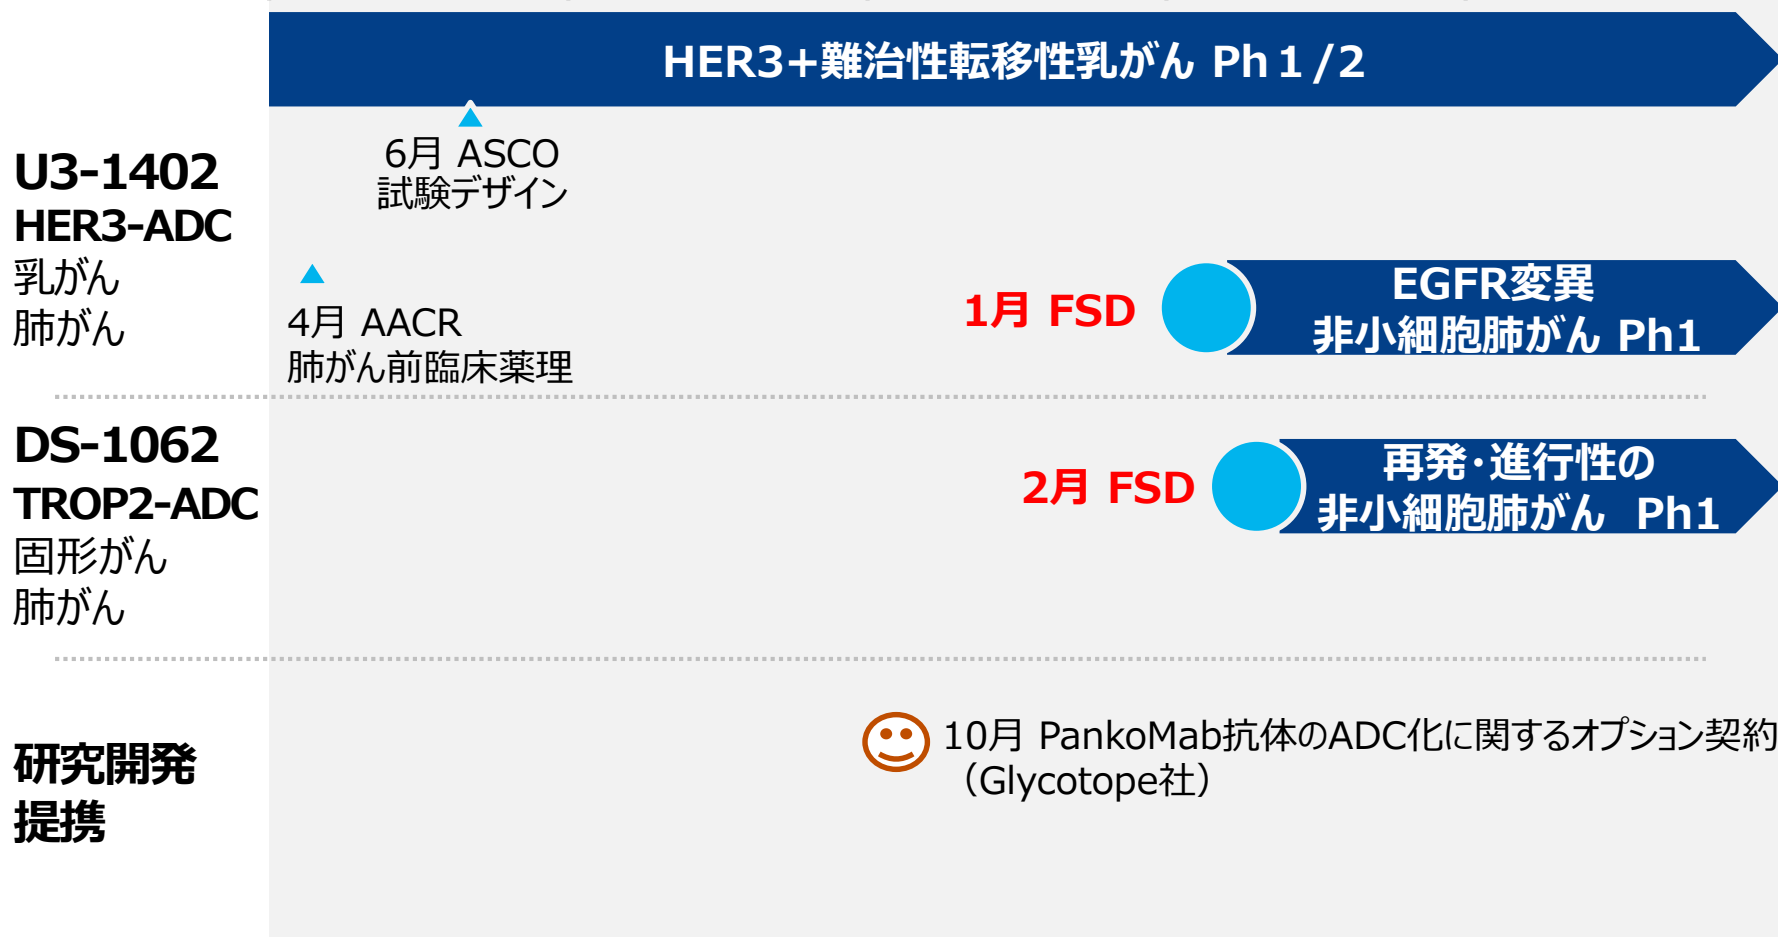 HER3+難治性転移性乳がん Ph１/2
6月 ASCO
試験デザイン
U3-1402
HER3-ADC
乳がん
肺がん
4月 AACR
肺がん前臨床薬理
1月 FSD
EGFR変異
非小細胞肺がん Ph1
DS-1062
TROP2-ADC
固形がん
肺がん
2月 FSD
再発･進行性の
非小細胞肺がん Ph1
研究開発
提携
10月 PankoMab抗体のADC化に関するオプション契約
（Glycotope社）